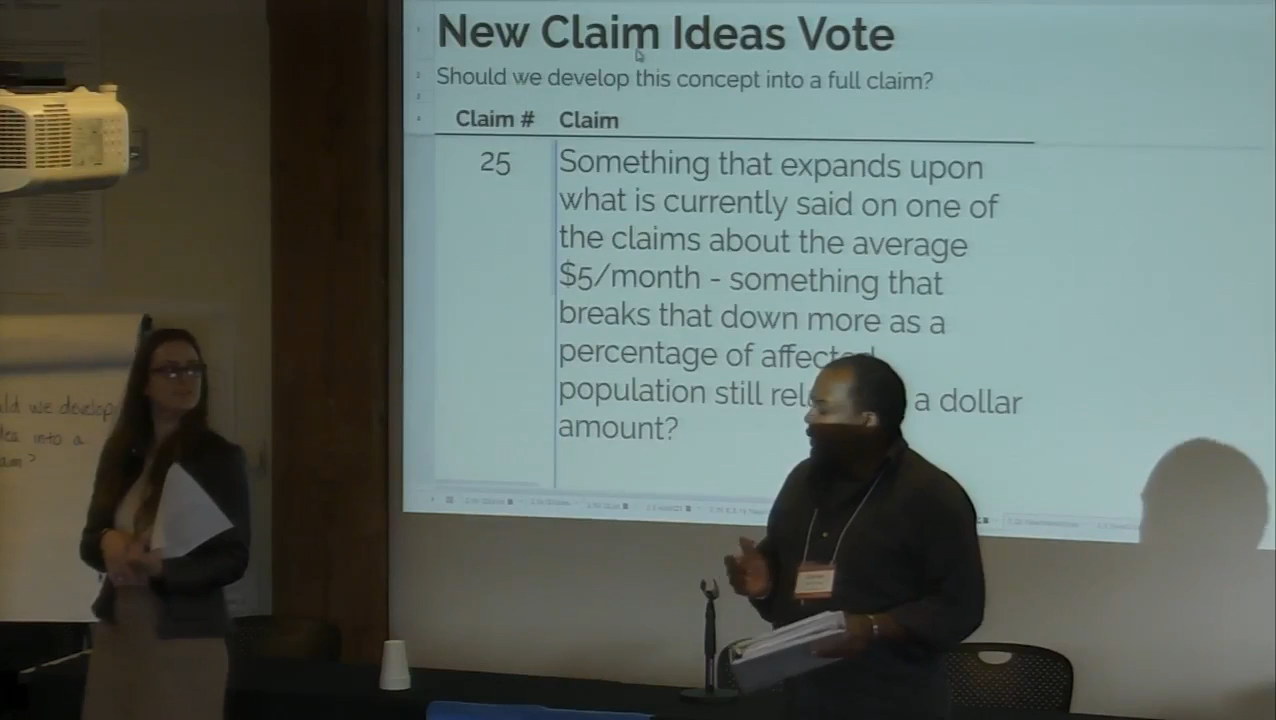 New Claim Ideas Vote
Should we develop this concept into a full claim?
Claim # Claim
25 Something that expands upon
what is currently said on one of
the claims about the average
$5/month - something that
breaks that down more as a
percentage of affected
population still a dollar
amount?
we develop
into a